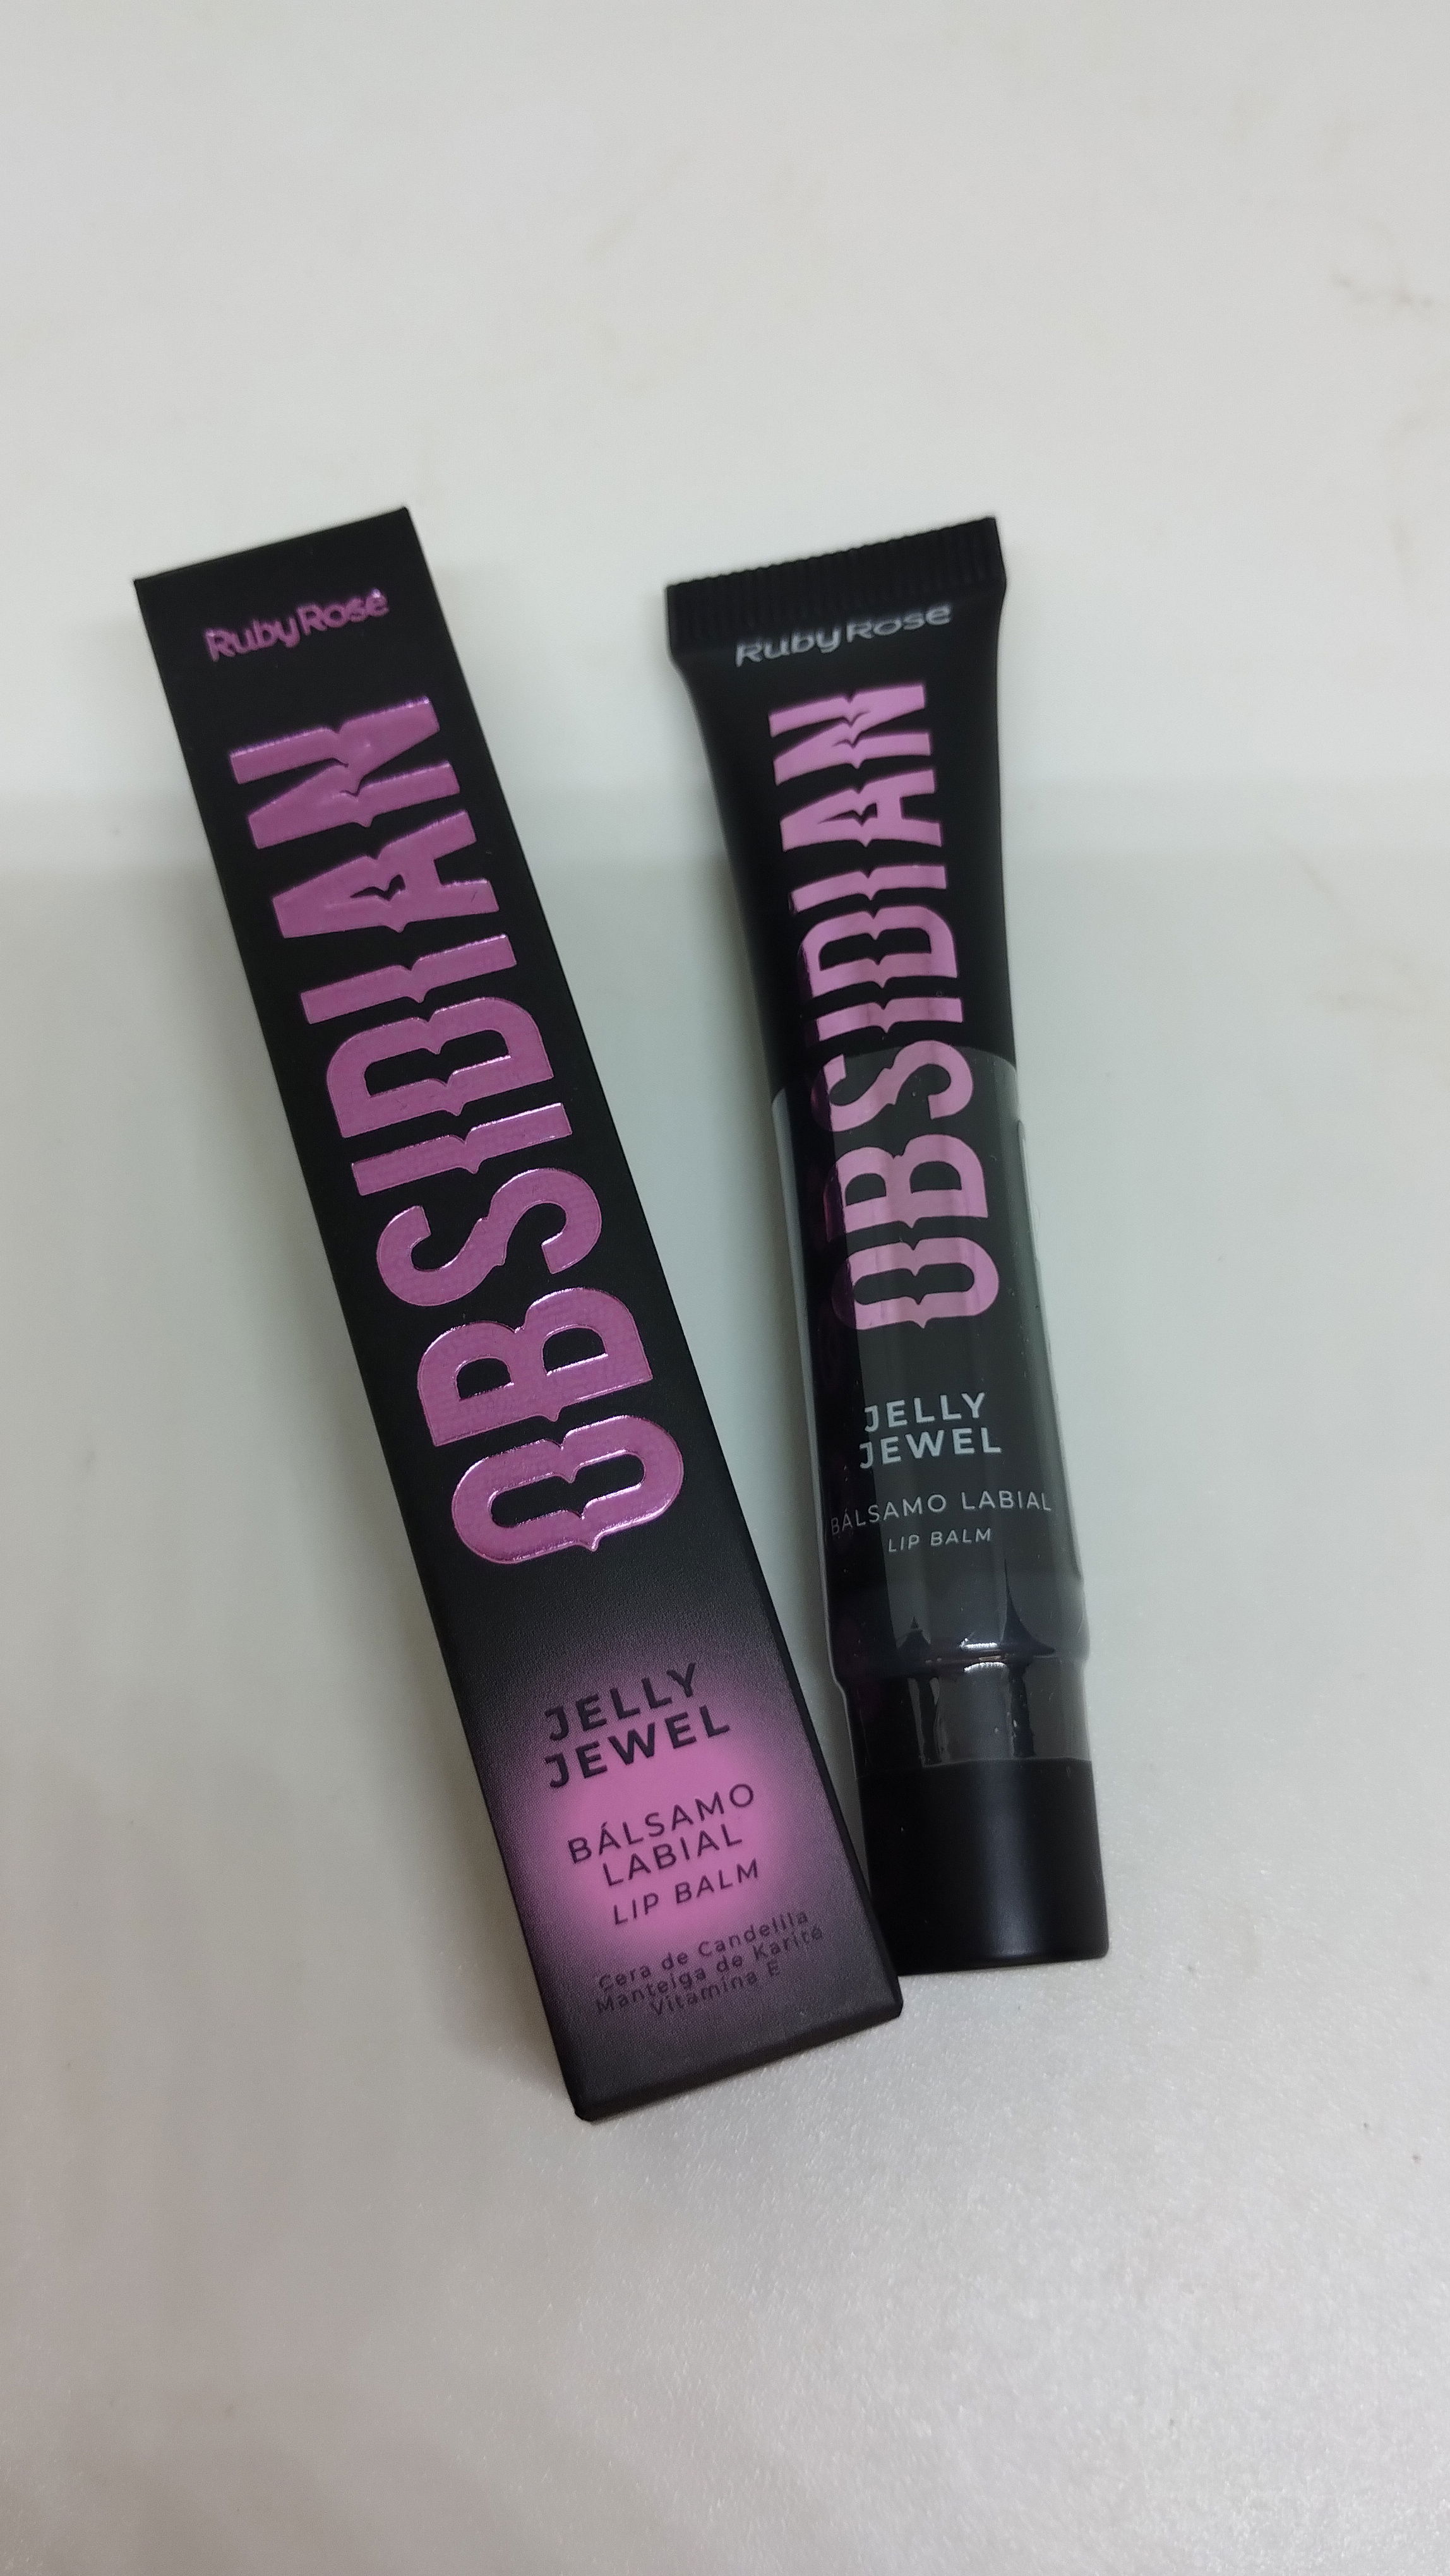 Ruby Rose
OBSIDIAN
JELLY
JEWEL
BÁLSAMO
LABIAL
LIP BALM
Cera de Candelila
Manteiga de Karité
Vitamina E
Ruby Rose
OBSIDIAN
JELLY
JEWEL
BÁLSAMO LABIAL
LIP BALM